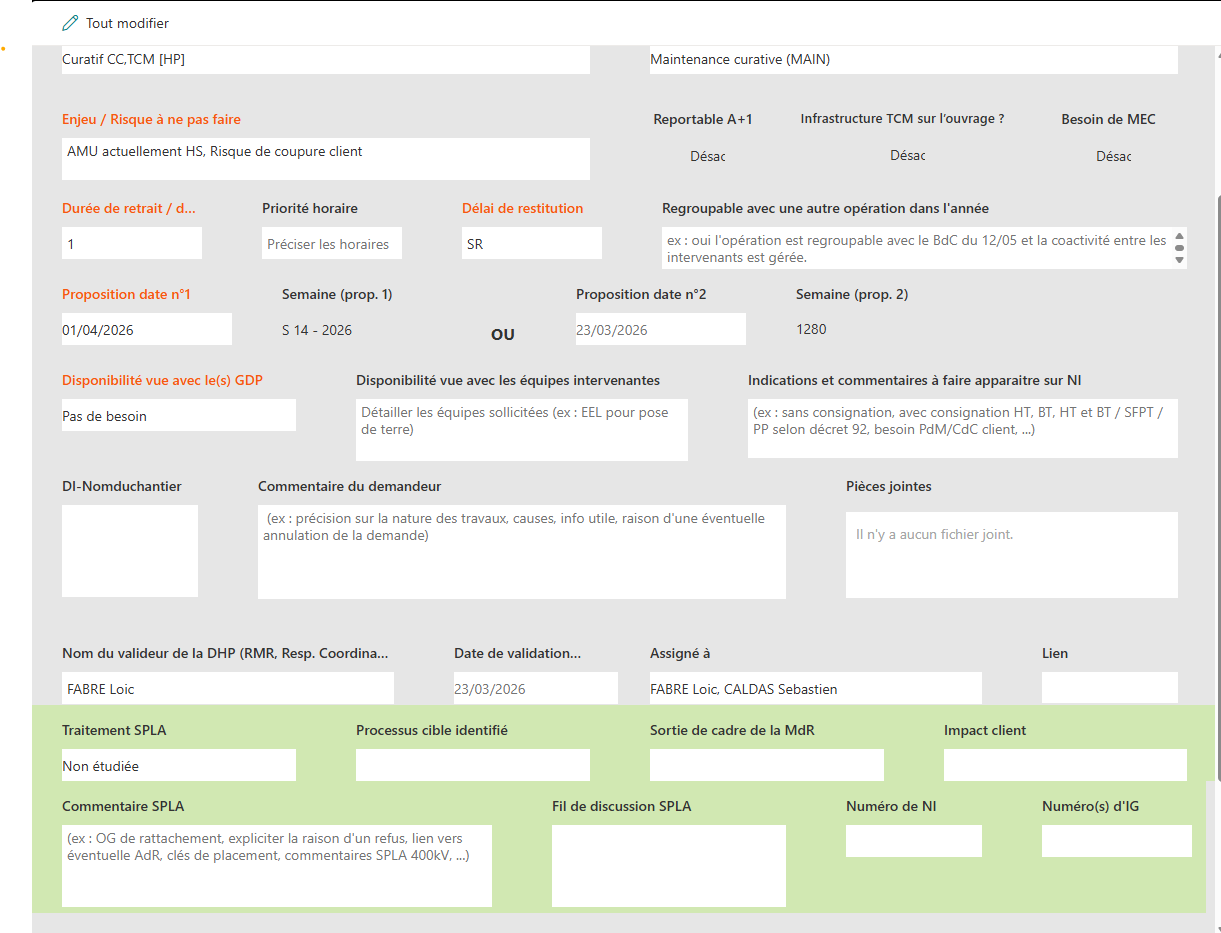 Tout modifier
Curatif CC,TCM [HP]
Maintenance curative (MAIN)
Enjeu / Risque à ne pas faire
Reportable A+1
Infrastructure TCM sur l'ouvrage ?
Besoin de MEC
AMU actuellement HS, Risque de coupure client
Désac
Désac
Désac
Durée de retrait / d...
Priorité horaire
Délai de restitution
Regroupable avec une autre opération dans l'année
1
Préciser les horaires
SR
ex : oui l'opération est regroupable avec le BdC du 12/05 et la coactivité entre les
intervenants est gérée.
Proposition date n°1
Semaine (prop. 1)
Proposition date n°2
Semaine (prop. 2)
01/04/2026
S 14 - 2026
OU
23/03/2026
1280
Disponibilité vue avec le(s) GDP
Disponibilité vue avec les équipes intervenantes
Indications et commentaires à faire apparaitre sur NI
Pas de besoin
Détailler les équipes sollicitées (ex : EEL pour pose
de terre)
(ex : sans consignation, avec consignation HT, BT, HT et BT / SFPT /
PP selon décret 92, besoin PdM/CdC client, ...)
DI-Nomduchantier
Commentaire du demandeur
Pièces jointes
(ex : précision sur la nature des travaux, causes, info utile, raison d'une éventuelle
annulation de la demande)
Il n'y a aucun fichier joint.
Nom du valideur de la DHP (RMR, Resp. Coordina...
Date de validation...
Assigné à
Lien
FABRE Loic
23/03/2026
FABRE Loic, CALDAS Sebastien
Traitement SPLA
Processus cible identifié
Sortie de cadre de la MdR
Impact client
Non étudiée
Commentaire SPLA
Fil de discussion SPLA
Numéro de NI
Numéro(s) d'IG
(ex : OG de rattachement, expliciter la raison d'un refus, lien vers
éventuelle AdR, clés de placement, commentaires SPLA 400kV, ...)